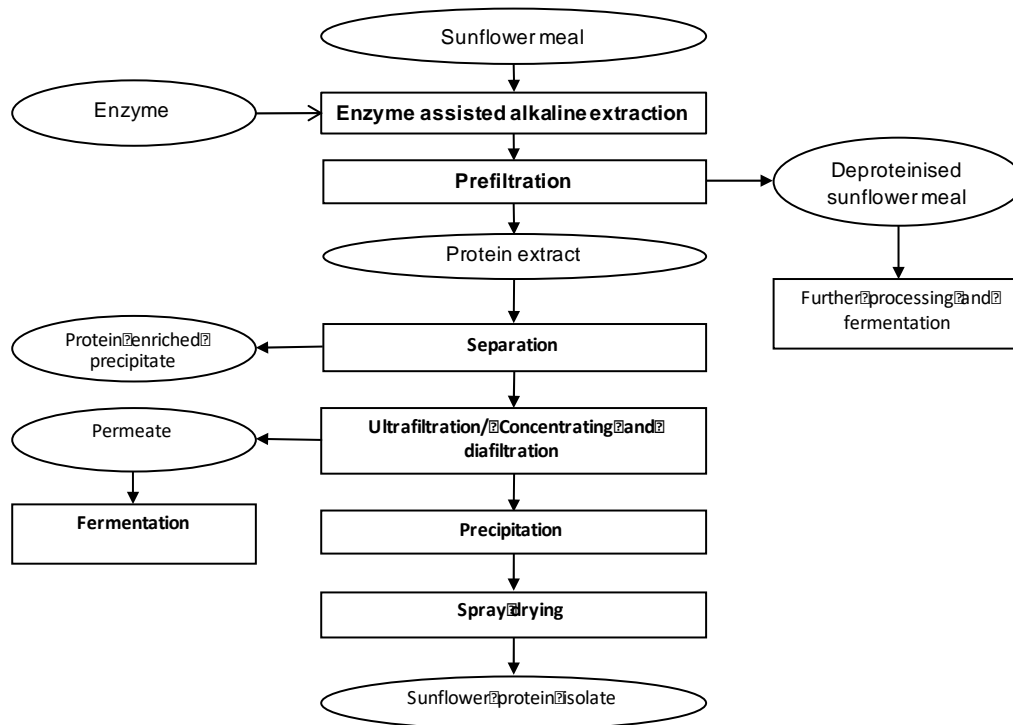 Sunflower meal
Enzyme
Enzyme assisted alkaline extraction
Prefiltration
Deproteinised
sunflower meal
Protein extract
Further⍰processing⍰and⍰
fermentation
Protein⍰enriched⍰
precipitate
Separation
Permeate
Ultrafiltration/⍰Concentrating⍰and⍰
diafiltration
Fermentation
Precipitation
Spray⍰drying
Sunflower⍰protein⍰isolate